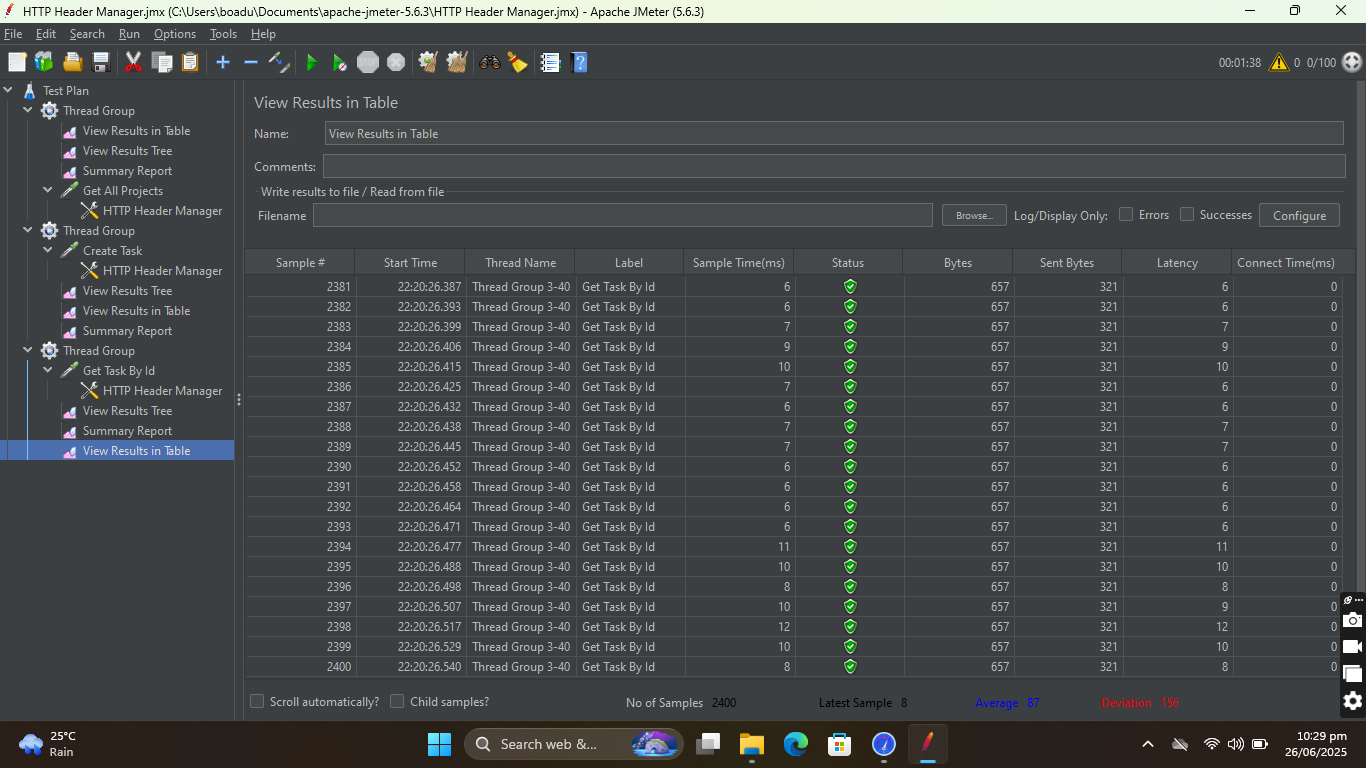 HTTP Header Manager.jmx (C:\Users\boadu\Documents\apache-jmeter-5.6.3\HTTP Header Manager.jmx) - Apache JMeter (5.6.3)
File Edit Search Run Options Tools Help
STOP 00:01:38 0 0/100
Test Plan
Thread Group
View Results in Table
View Results Tree
Summary Report
Get All Projects
HTTP Header Manager
Thread Group
Create Task
HTTP Header Manager
View Results Tree
View Results in Table
Summary Report
Thread Group
Get Task By Id
HTTP Header Manager
View Results Tree
Summary Report
View Results in Table
View Results in Table
Name: View Results in Table
Comments:
Write results to file / Read from file
Filename Browse... Log/Display Only: Errors Successes Configure
Sample # Start Time Thread Name Label Sample Time(ms) Status Bytes Sent Bytes Latency Connect Time(ms)
2381 22:20:26.387 Thread Group 3-40 Get Task By Id 6 657 321 6 0
2382 22:20:26.393 Thread Group 3-40 Get Task By Id 6 657 321 6 0
2383 22:20:26.399 Thread Group 3-40 Get Task By Id 7 657 321 7 0
2384 22:20:26.406 Thread Group 3-40 Get Task By Id 9 657 321 9 0
2385 22:20:26.415 Thread Group 3-40 Get Task By Id 10 657 321 10 0
2386 22:20:26.425 Thread Group 3-40 Get Task By Id 7 657 321 6 0
2387 22:20:26.432 Thread Group 3-40 Get Task By Id 6 657 321 6 0
2388 22:20:26.438 Thread Group 3-40 Get Task By Id 7 657 321 7 0
2389 22:20:26.445 Thread Group 3-40 Get Task By Id 7 657 321 7 0
2390 22:20:26.452 Thread Group 3-40 Get Task By Id 6 657 321 6 0
2391 22:20:26.458 Thread Group 3-40 Get Task By Id 6 657 321 6 0
2392 22:20:26.464 Thread Group 3-40 Get Task By Id 6 657 321 6 0
2393 22:20:26.471 Thread Group 3-40 Get Task By Id 6 657 321 6 0
2394 22:20:26.477 Thread Group 3-40 Get Task By Id 11 657 321 11 0
2395 22:20:26.488 Thread Group 3-40 Get Task By Id 10 657 321 10 0
2396 22:20:26.498 Thread Group 3-40 Get Task By Id 8 657 321 8 0
2397 22:20:26.507 Thread Group 3-40 Get Task By Id 10 657 321 9 0
2398 22:20:26.517 Thread Group 3-40 Get Task By Id 12 657 321 12 0
2399 22:20:26.529 Thread Group 3-40 Get Task By Id 10 657 321 10 0
2400 22:20:26.540 Thread Group 3-40 Get Task By Id 8 657 321 8 0
Scroll automatically? Child samples? No of Samples 2400 Latest Sample 8 Average 87 Deviation 156
25°C
Rain
Search web &...
10:29 pm
26/06/2025